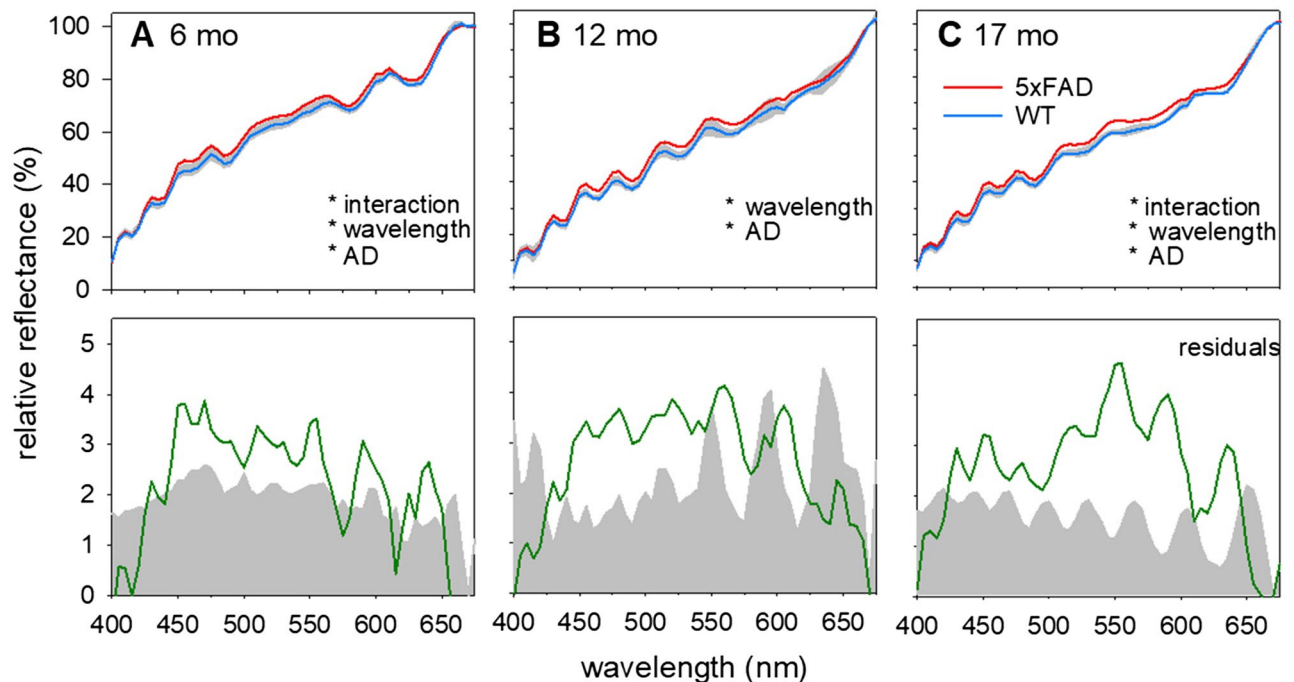 A 6 mo
B 12 mo
C 17 mo
100
80
60
40
20
0
5xFAD
WT
* interaction
* wavelength
* AD
* wavelength
* AD
* interaction
* wavelength
* AD
relative reflectance (%)
residuals
5
4
3
2
1
0
400 450 500 550 600 650
400 450 500 550 600 650
400 450 500 550 600 650
wavelength (nm)